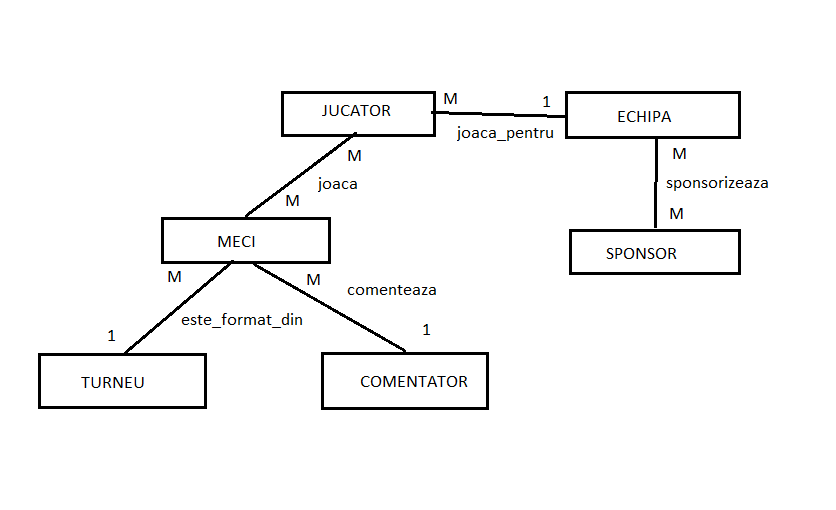 JUCATOR
M
1
ECHIPA
joaca_pentru
M
M
joaca
sponsorizeaza
M
M
MECI
SPONSOR
M
M
comenteaza
este_format_din
1
1
TURNEU
COMENTATOR